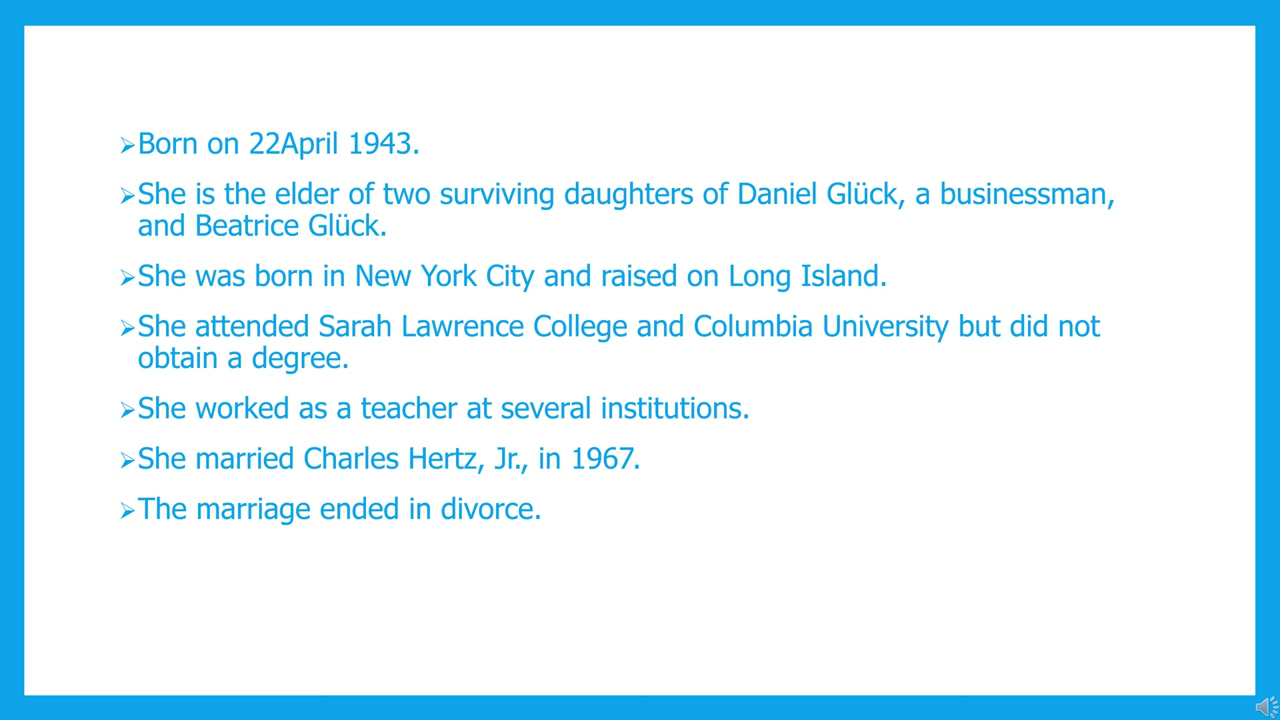 ➢Born on 22April 1943.
➢She is the elder of two surviving daughters of Daniel Glück, a businessman,
and Beatrice Glück.
➢She was born in New York City and raised on Long Island.
➢She attended Sarah Lawrence College and Columbia University but did not
obtain a degree.
➢She worked as a teacher at several institutions.
➢She married Charles Hertz, Jr., in 1967.
➢The marriage ended in divorce.